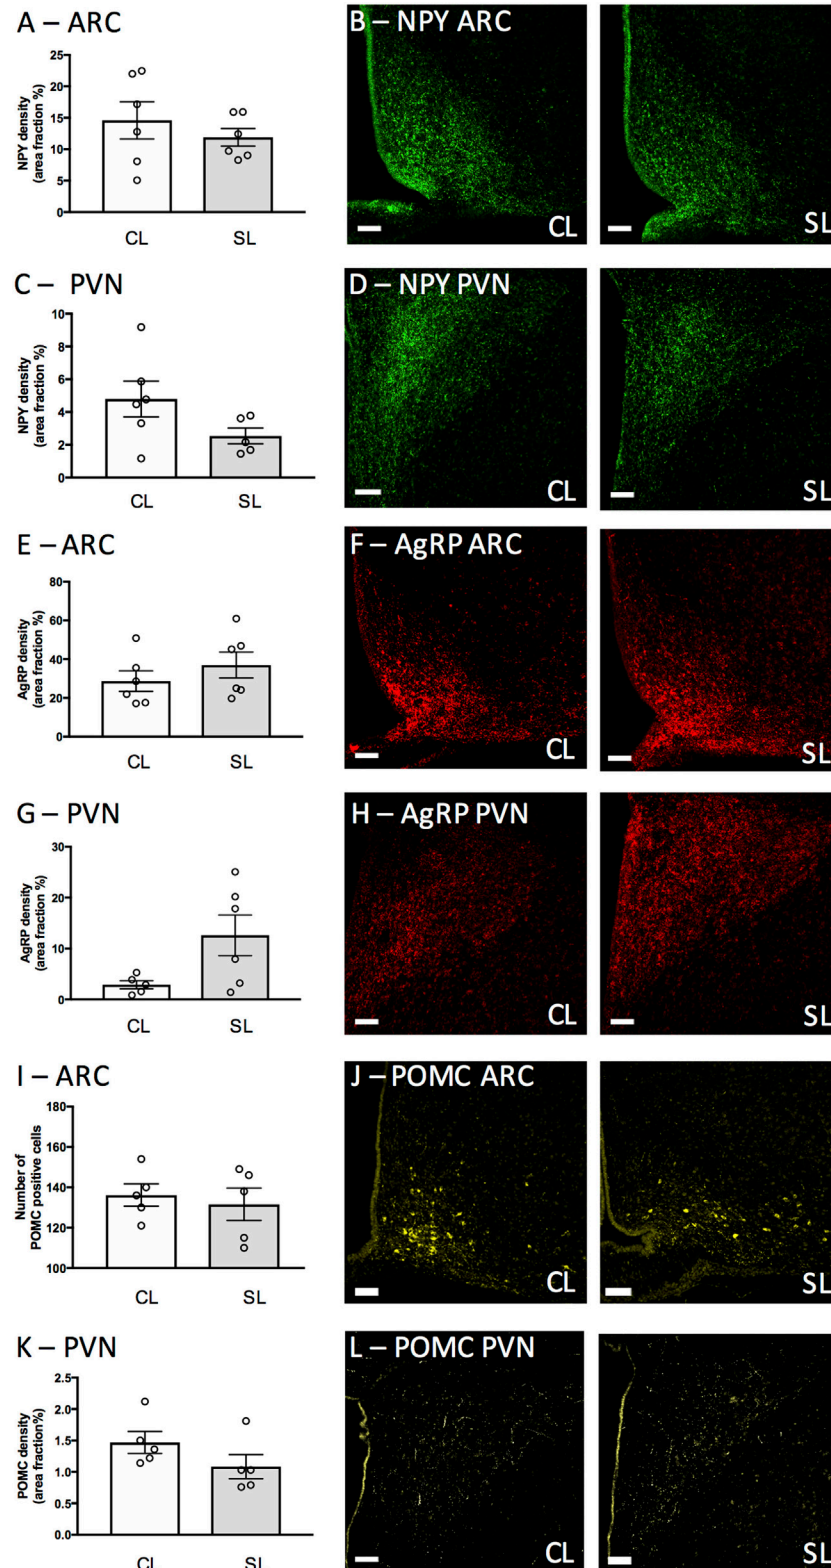 A – ARC
NPY density
(area fraction %)
25
20
15
10
5
0
CL
SL
B – NPY ARC
CL
SL
C – PVN
NPY density
(area fraction %)
10
8
6
4
2
0
CL
SL
D – NPY PVN
CL
SL
E – ARC
AgRP density
(area fraction %)
80
60
40
20
0
CL
SL
F – AgRP ARC
CL
SL
G – PVN
AgRP density
(area fraction %)
30
20
10
0
CL
SL
H – AgRP PVN
CL
SL
I – ARC
Number of
POMC positive cells
180
160
140
120
100
CL
SL
J – POMC ARC
CL
SL
K – PVN
POMC density
(area fraction%)
2.5
2.0
1.5
1.0
0.5
0.0
CL
SL
L – POMC PVN
CL
SL